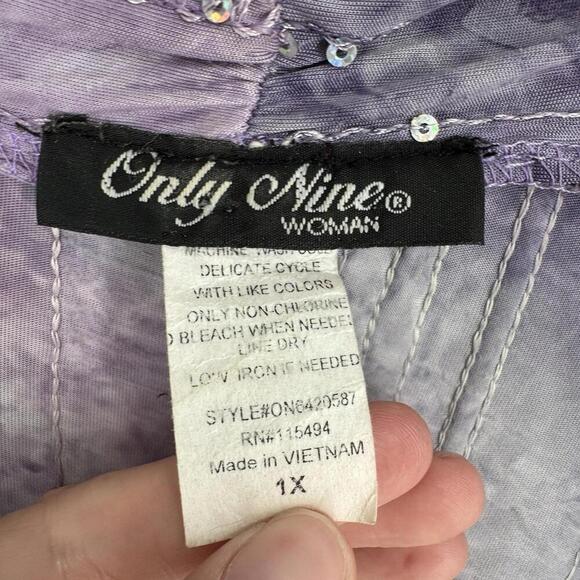 Only Nine®
WOMAN
MACHINE WASH COLD
DELICATE CYCLE
WITH LIKE COLORS
ONLY NON-CHLORINE
D BLEACH WHEN NEEDE
LINE DRY
LOW IRON IF NEEDED
STYLE#ON6420587
RN#115494
Made in VIETNAM
1X